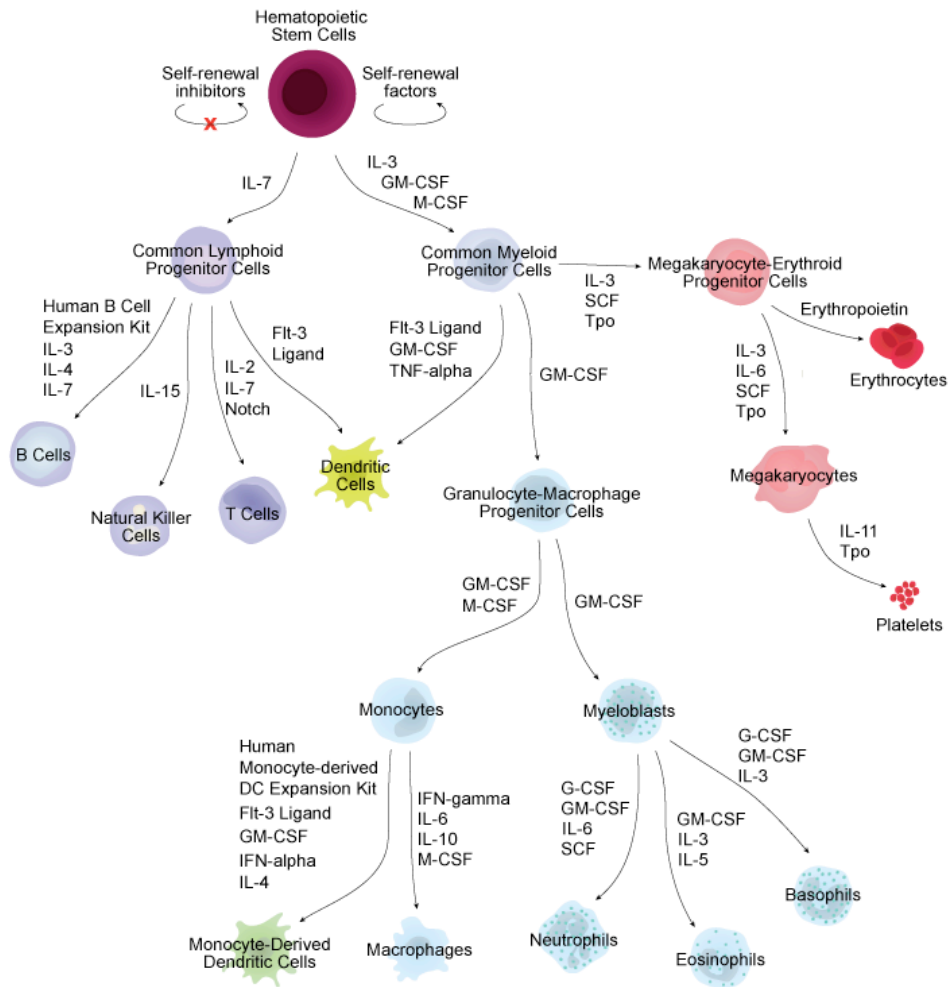 Hematopoietic
Stem Cells
Self-renewal
inhibitors
X
Self-renewal
factors
IL-7
IL-3
GM-CSF
M-CSF
Common Lymphoid
Progenitor Cells
Common Myeloid
Progenitor Cells
Megakaryocyte-Erythroid
Progenitor Cells
IL-3
SCF
Tpo
Human B Cell
Expansion Kit
IL-3
IL-4
IL-7
IL-15
IL-2
IL-7
Notch
Flt-3
Ligand
Flt-3 Ligand
GM-CSF
TNF-alpha
GM-CSF
Erythropoietin
Erythrocytes
IL-3
IL-6
SCF
Tpo
B Cells
Natural Killer
Cells
T Cells
Dendritic
Cells
Granulocyte-Macrophage
Progenitor Cells
Megakaryocytes
IL-11
Tpo
Platelets
GM-CSF
M-CSF
GM-CSF
Monocytes
Myeloblasts
Human
Monocyte-derived
DC Expansion Kit
Flt-3 Ligand
GM-CSF
IFN-alpha
IL-4
IFN-gamma
IL-6
IL-10
M-CSF
G-CSF
GM-CSF
IL-6
SCF
GM-CSF
IL-3
IL-5
G-CSF
GM-CSF
IL-3
Monocyte-Derived
Dendritic Cells
Macrophages
Neutrophils
Eosinophils
Basophils